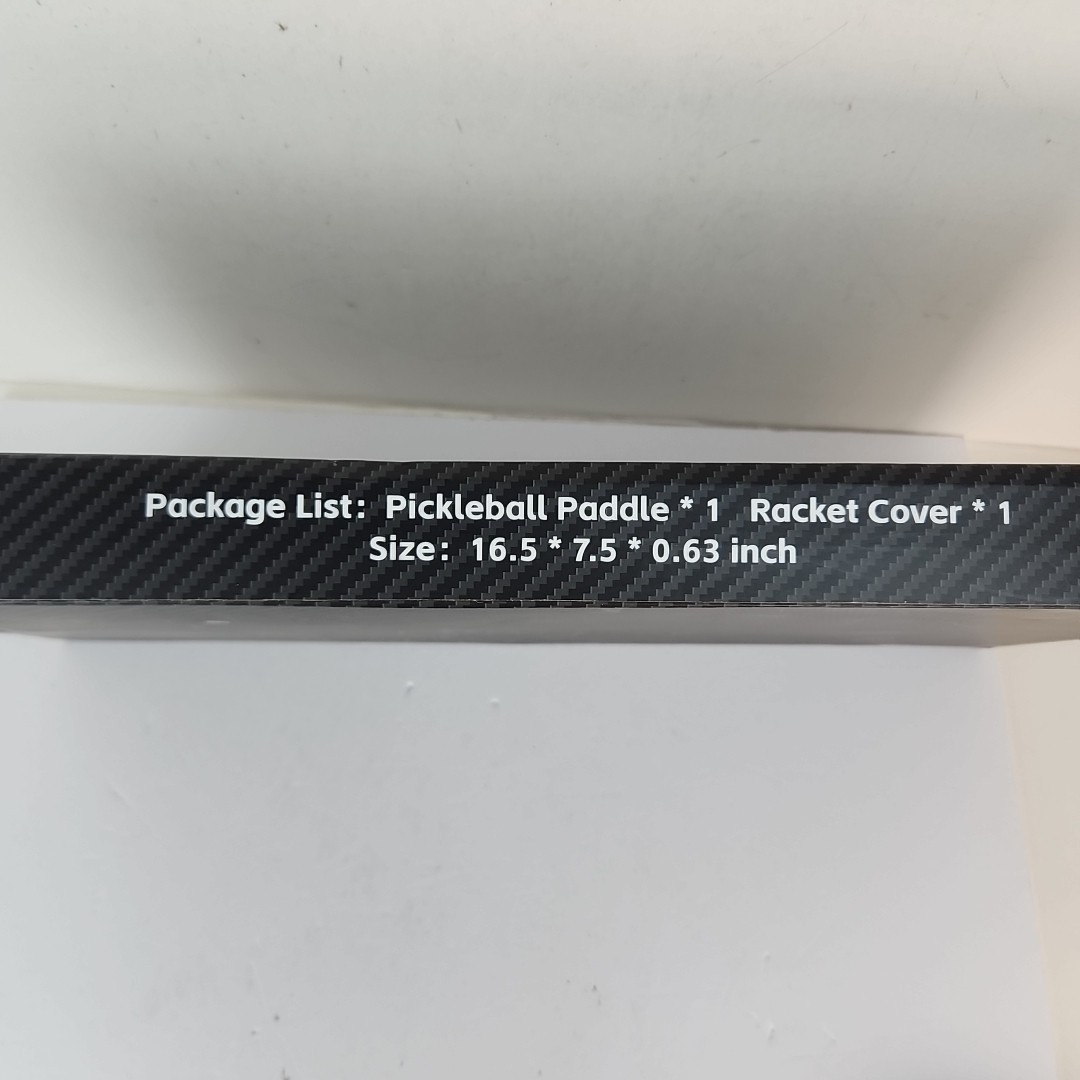 Package List: Pickleball Paddle * 1 Racket Cover * 1
Size: 16.5 * 7.5 * 0.63 inch